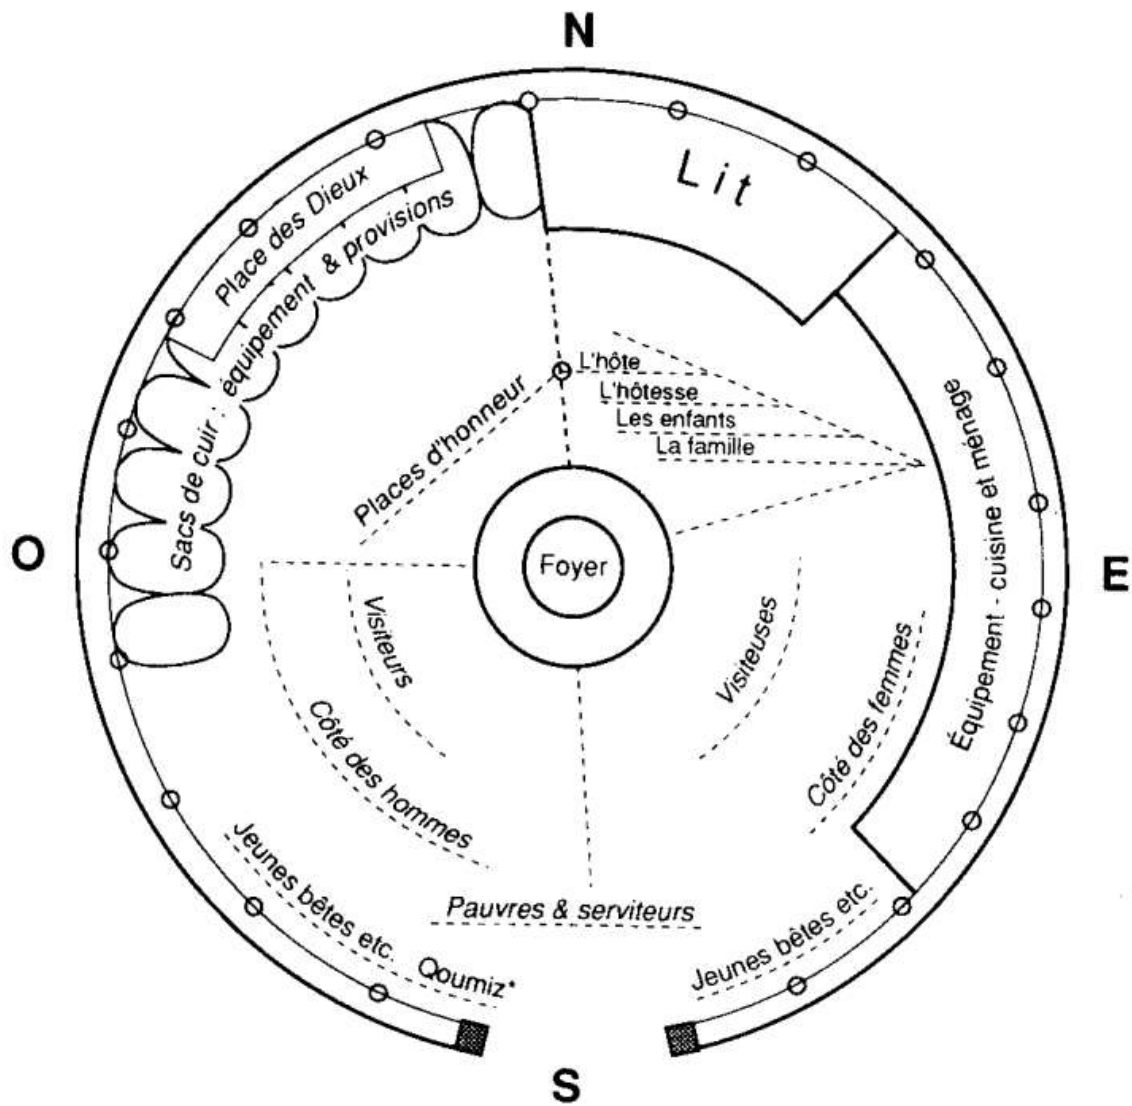 N
Lit
Place des Dieux
Sacs de cuir : équipement & provisions
L'hôte
L'hôtesse
Les enfants
La famille
Places d'honneur
Équipement - cuisine et ménage
O
Foyer
E
Visiteurs
Visiteuses
Côté des hommes
Côté des femmes
Jeunes bêtes etc.
Qoumiz*
Pauvres & serviteurs
Jeunes bêtes etc.
S